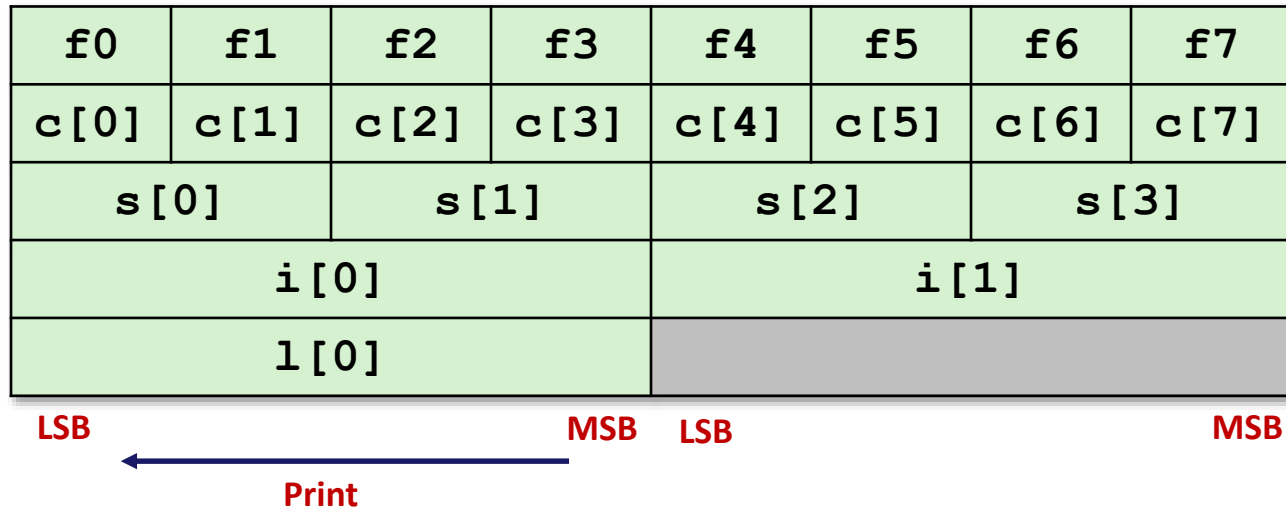 f0 f1 f2 f3 f4 f5 f6 f7
c[0] c[1] c[2] c[3] c[4] c[5] c[6] c[7]
s[0] s[1] s[2] s[3]
i[0] i[1]
l[0]
LSB MSB LSB MSB
Print